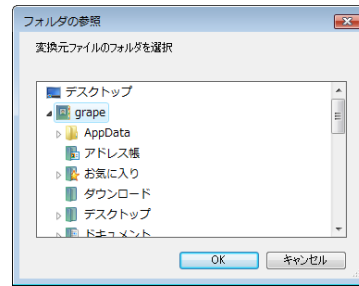 フォルダの参照
変換元ファイルのフォルダを選択
デスクトップ
grape
AppData
アドレス帳
お気に入り
ダウンロード
デスクトップ
ドキュメント
OK キャンセル